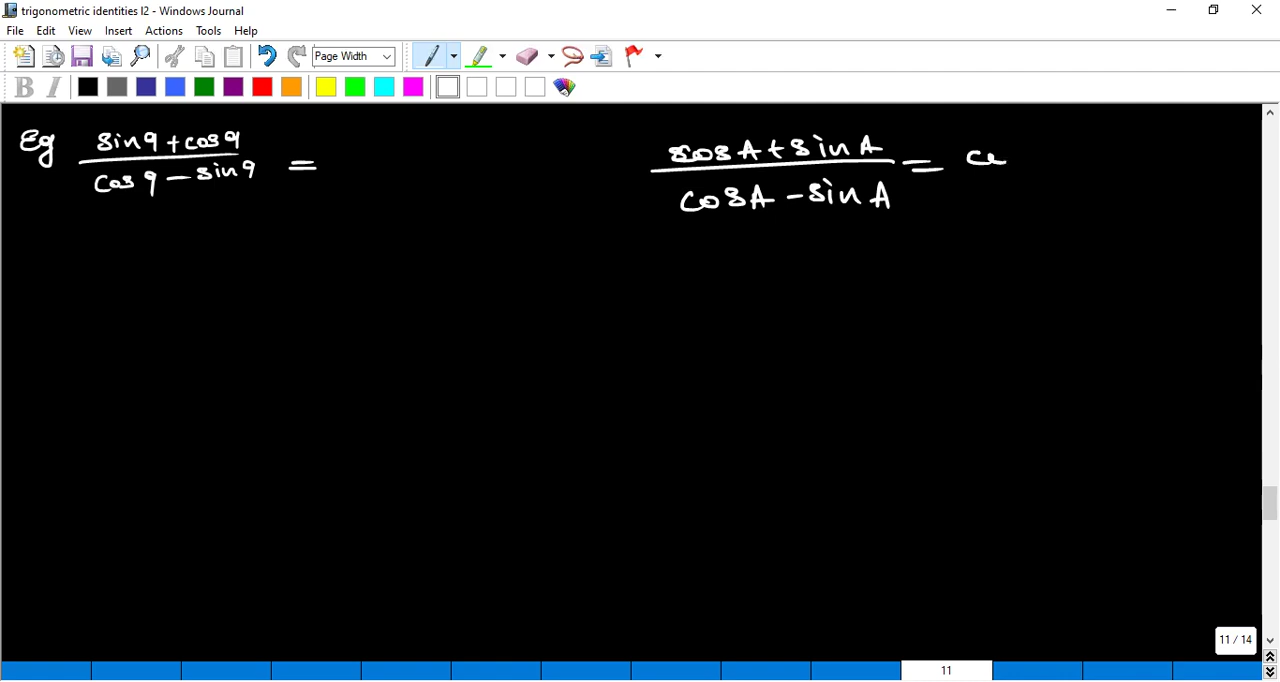 trigonometric identities l2 - Windows Journal
File Edit View Insert Actions Tools Help
Page Width
B I
Eg sin9 + cos9 / cos9 - sin9 =
cosA + sinA / cosA - sinA = co
11 / 14
11